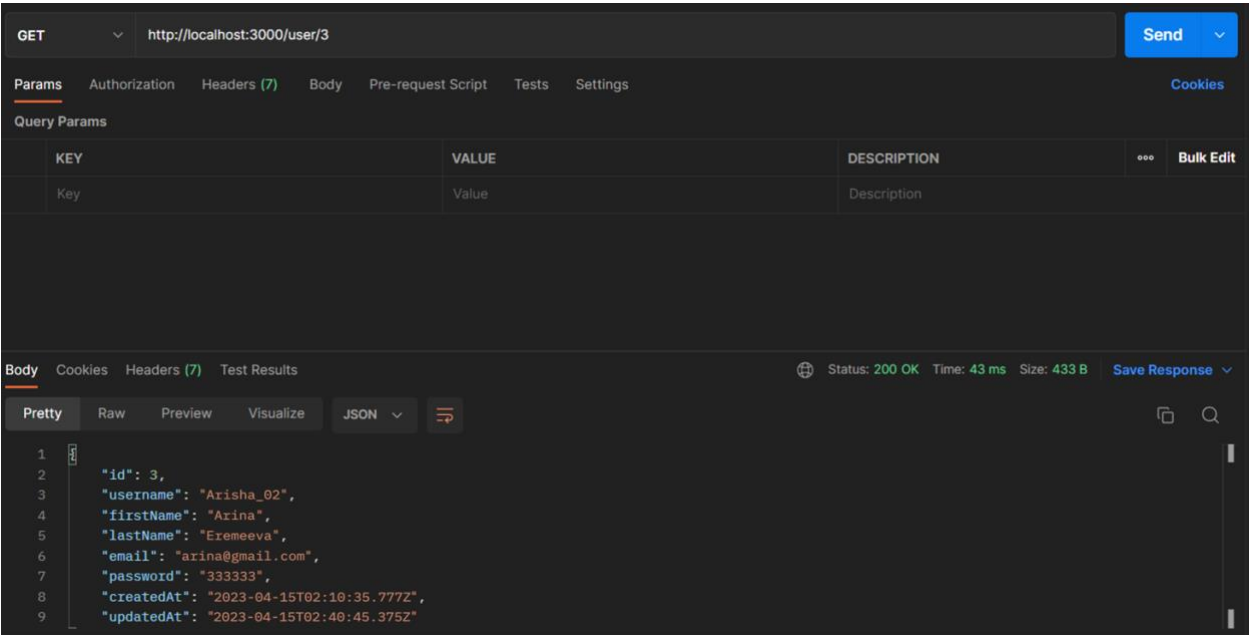 GET http://localhost:3000/user/3 Send
Params Authorization Headers (7) Body Pre-request Script Tests Settings Cookies
Query Params
KEY VALUE DESCRIPTION ooo Bulk Edit
Key Value Description
Body Cookies Headers (7) Test Results Status: 200 OK Time: 43 ms Size: 433 B Save Response
Pretty Raw Preview Visualize JSON
1 {
2 "id": 3,
3 "username": "Arisha_02",
4 "firstName": "Arina",
5 "lastName": "Eremeeva",
6 "email": "arina@gmail.com",
7 "password": "333333",
8 "createdAt": "2023-04-15T02:10:35.777Z",
9 "updatedAt": "2023-04-15T02:40:45.375Z"